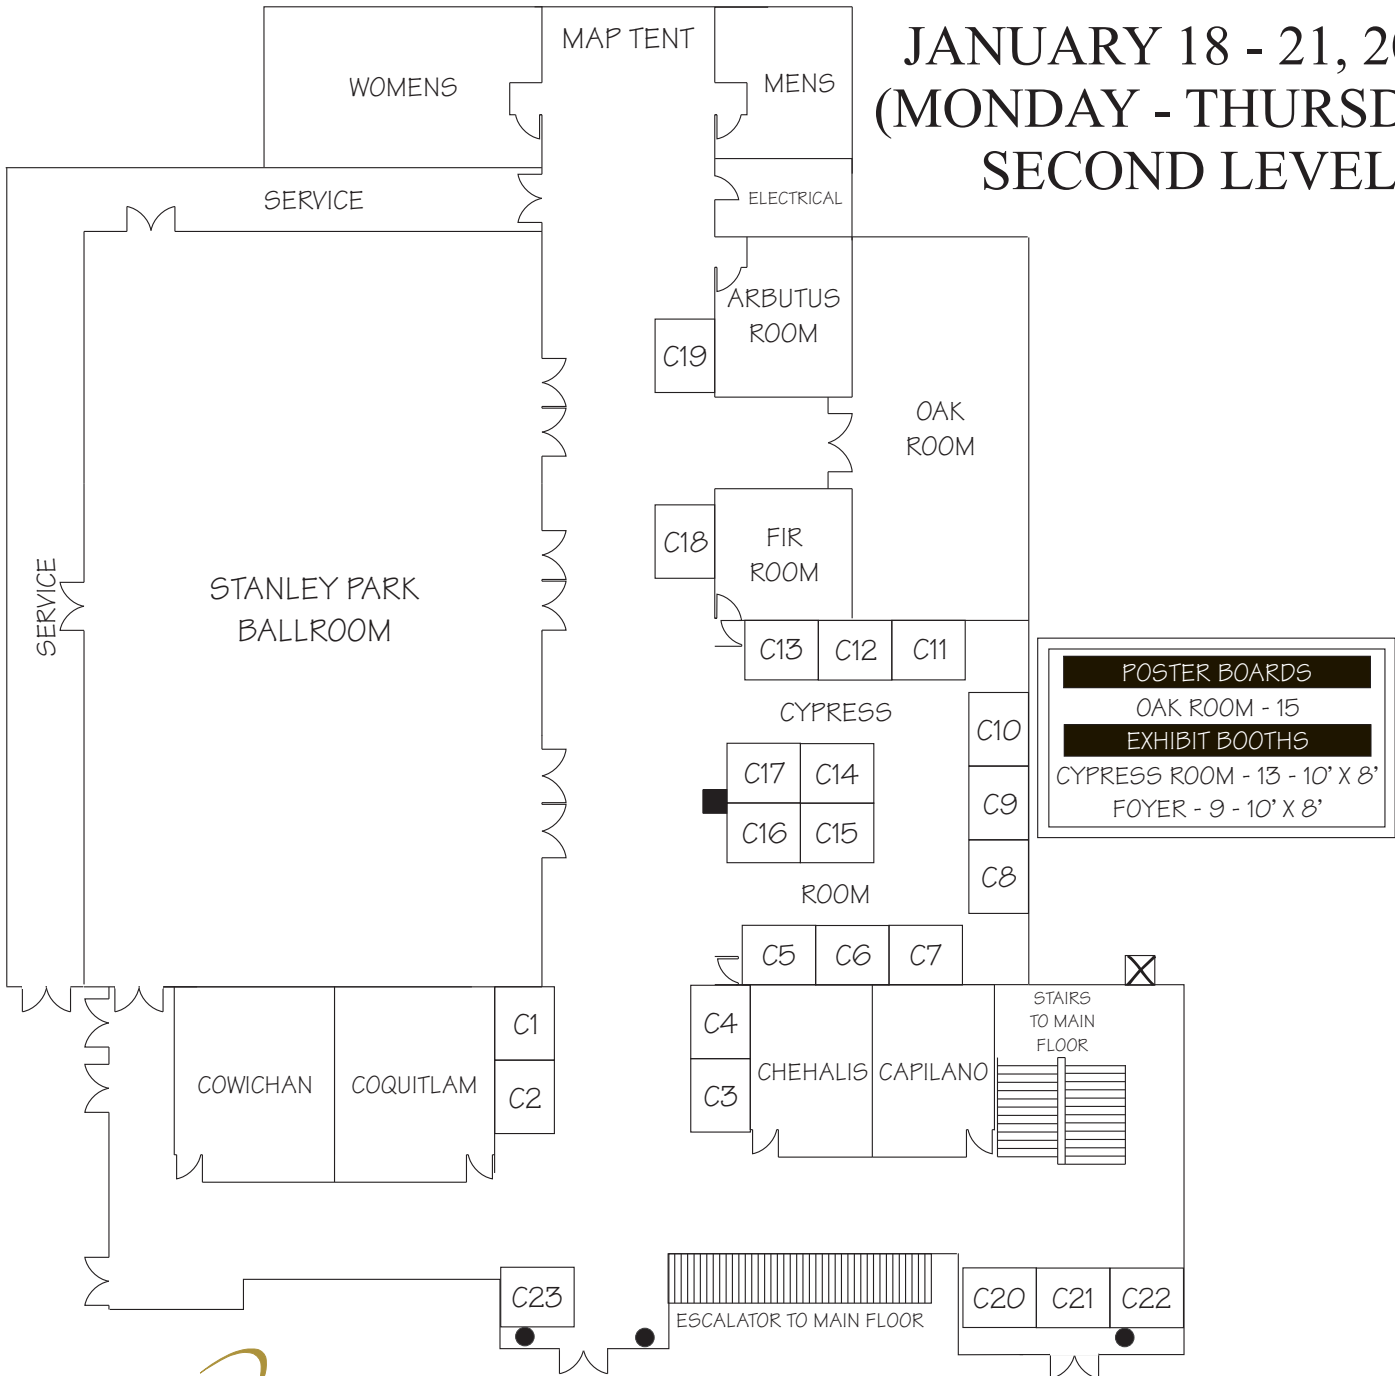 JANUARY 18 - 21,
(MONDAY -
SECOND LEVEL
MAP TENT
WOMENS
MENS
SERVICE
ELECTRICAL
ARBUTUS
ROOM
C19
OAK
ROOM
C18
FIR
ROOM
SERVICE
STANLEY PARK
BALLROOM
C13
C12
C11
CYPRESS
C10
C17
C14
C9
C16
C15
C8
ROOM
C5
C6
C7
POSTER BOARDS
OAK ROOM - 15
EXHIBIT BOOTHS
CYPRESS ROOM - 13 - 10' X 8'
FOYER - 9 - 10' X 8'
C1
C2
C4
C3
COWICHAN
COQUITLAM
CHEHALIS
CAPILANO
STAIRS
TO MAIN
FLOOR
C23
ESCALATOR TO MAIN FLOOR
C20
C21
C22